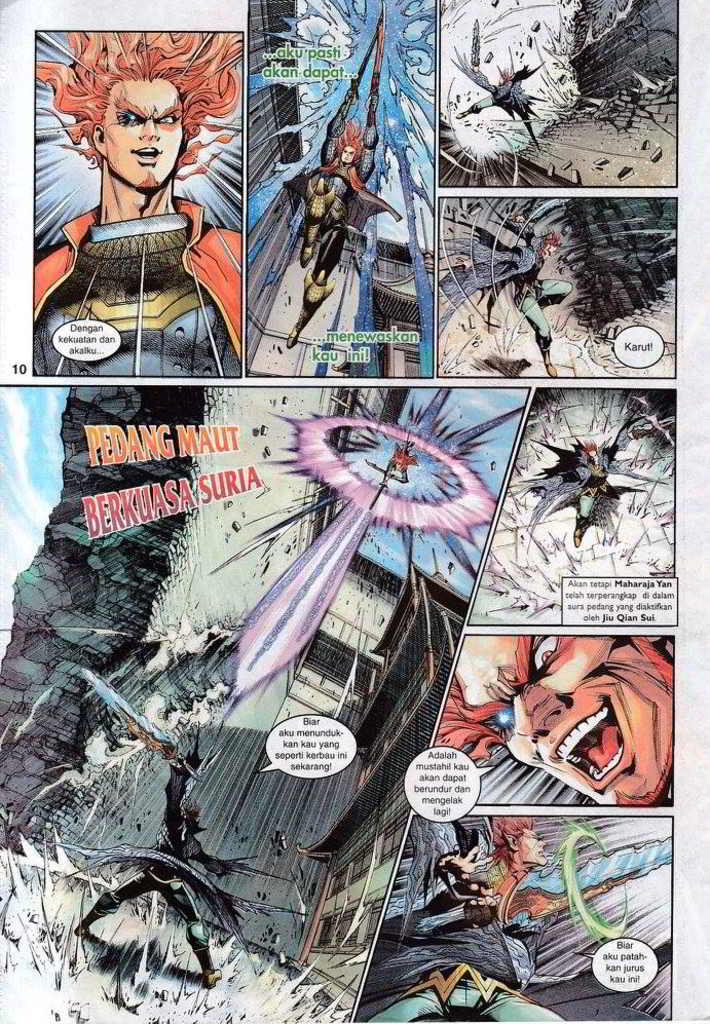 Dengan
kekuatan dan
akalku...
...aku pasti
akan dapat...
...menewaskan
kau ini!
Karut!
10
PEDANG MAUT
BERKUASA SURIA
Biar
aku menunduk-
kan kau yang
seperti kerbau ini
sekarang!
Akan tetapi Maharaja Yan
telah terperangkap di dalam
aura pedang yang diaktifkan
oleh Jiu Qian Sui.
Adalah
mustahil kau
akan dapat
berundur dan
mengelak
lagi!
Biar
aku patah-
kan jurus
kau ini!